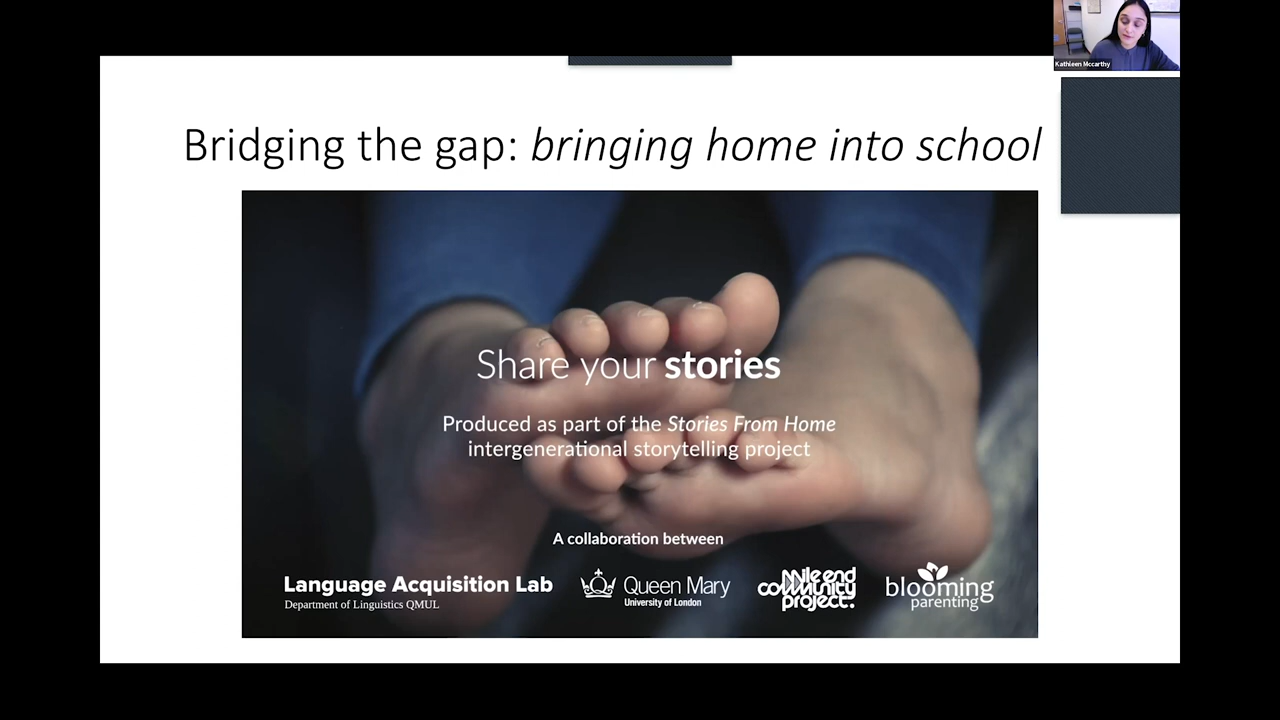 Kathleen Mccarthy
Bridging the gap: bringing home into school
Share your stories
Produced as part of the Stories From Home
intergenerational storytelling project
A collaboration between
Language Acquisition Lab
Department of Linguistics QMUL
Queen Mary
University of London
mile end
community
project:
blooming
parenting